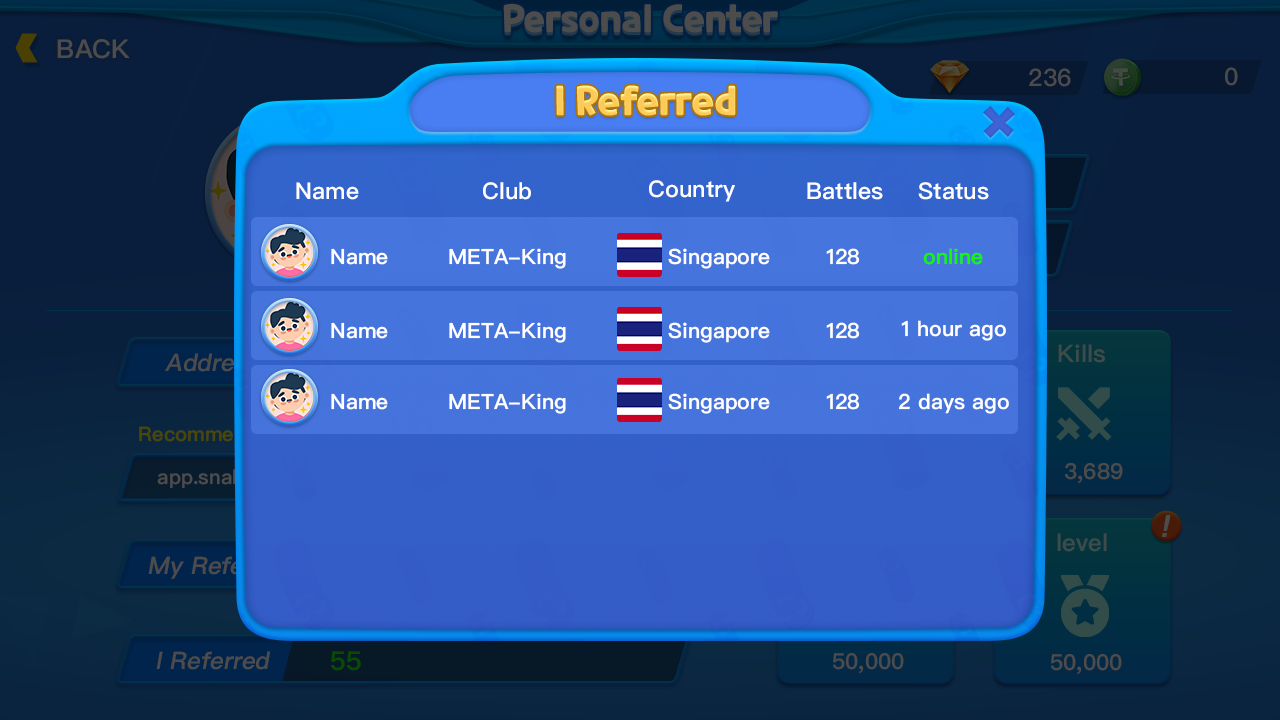 Personal Center
BACK
236
0
I Referred
Name Club Country Battles Status
Name META-King Singapore 128 online
Name META-King Singapore 128 1 hour ago
Name META-King Singapore 128 2 days ago
Kills
3,689
level
My Refe
I Referred 55
50,000
50,000